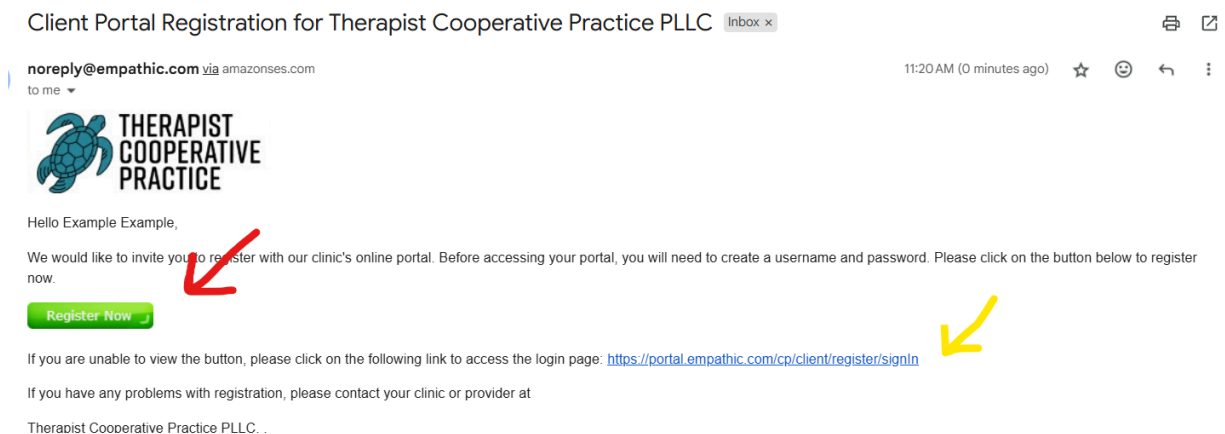 Client Portal Registration for Therapist Cooperative Practice PLLC Inbox ×
noreply@empathic.com via amazonses.com 11:20 AM (0 minutes ago)
to me
THERAPIST
COOPERATIVE
PRACTICE
Hello Example Example,
We would like to invite you to register with our clinic's online portal. Before accessing your portal, you will need to create a username and password. Please click on the button below to register
now.
Register Now
If you are unable to view the button, please click on the following link to access the login page: https://portal.empathic.com/cp/client/register/signIn
If you have any problems with registration, please contact your clinic or provider at
Therapist Cooperative Practice PLLC. .